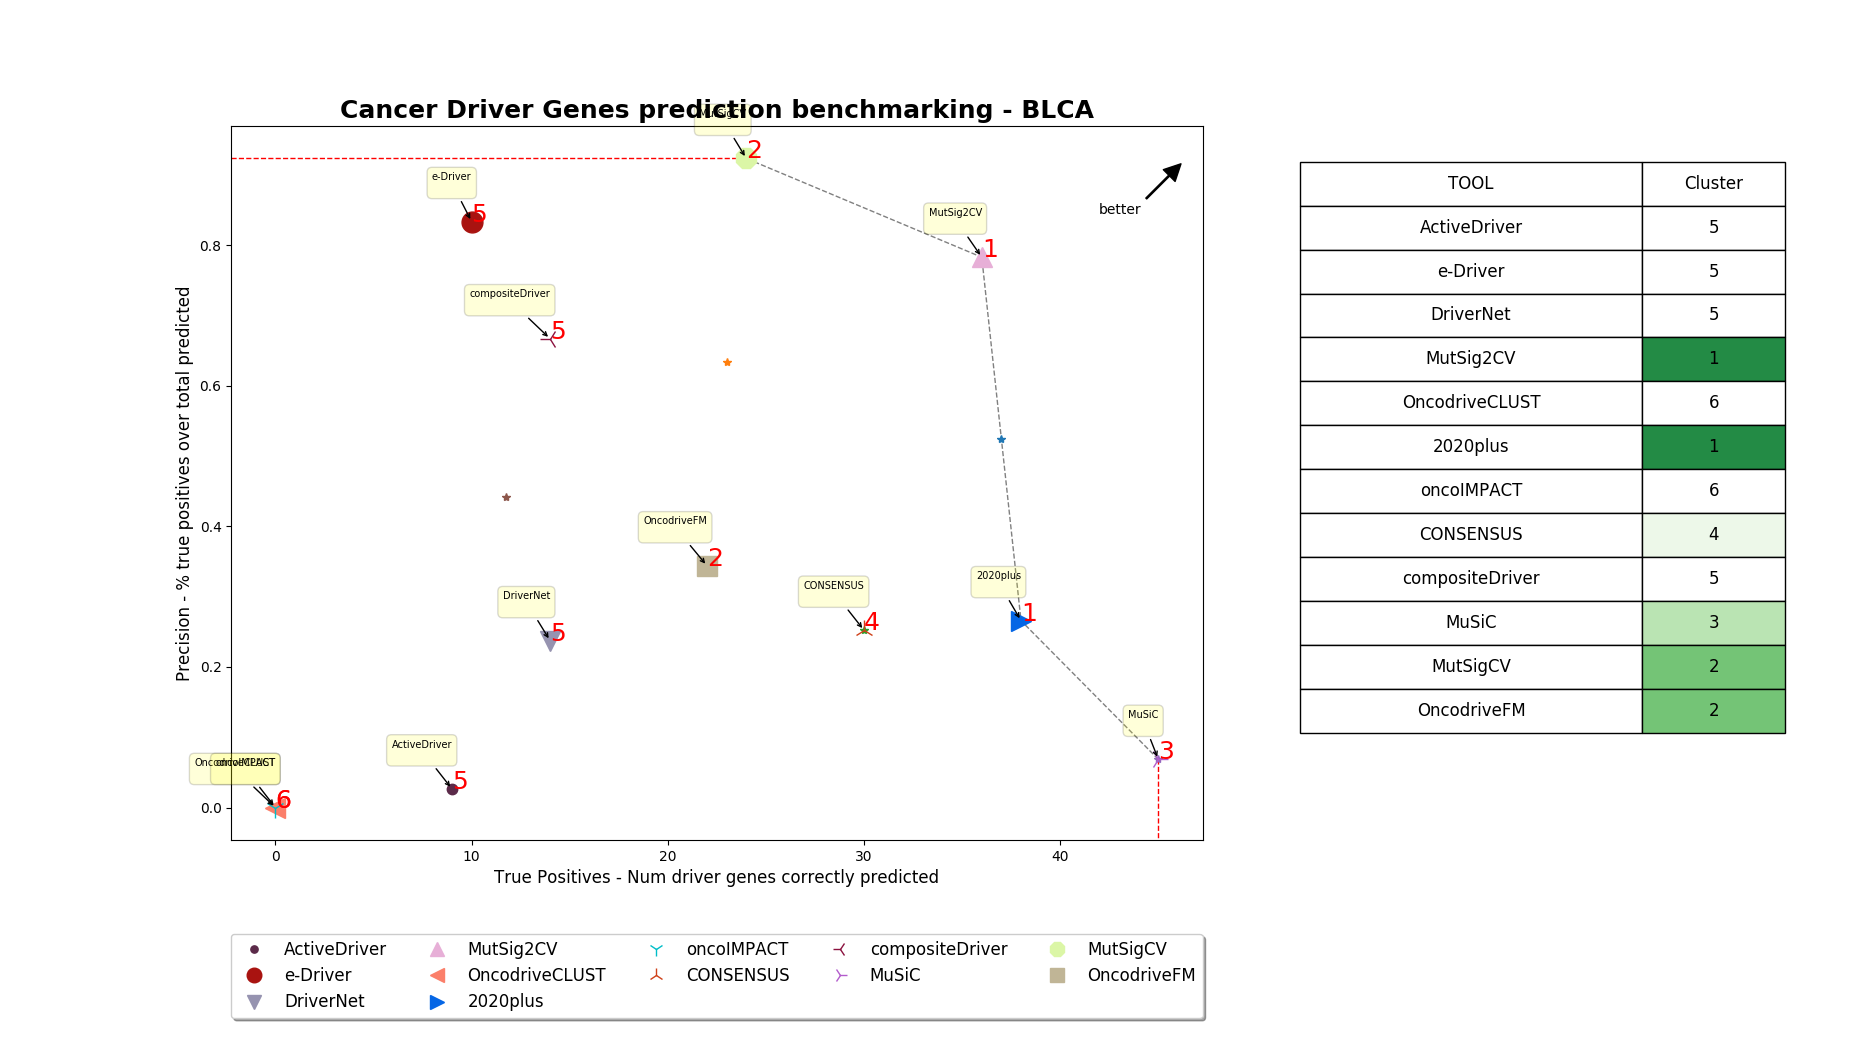 Cancer Driver Genes prediction benchmarking - BLCA
MutSigCV
2
e-Driver
5
better
MutSig2CV
1
compositeDriver
5
OncodriveFM
2
CONSENSUS
4
2020plus
1
DriverNet
5
MuSiC
3
ActiveDriver
5
oncoIMPACT
6
Precision - % true positives over total predicted
0.8
0.6
0.4
0.2
0.0
0 10 20 30 40
True Positives - Num driver genes correctly predicted
ActiveDriver MutSig2CV oncoIMPACT compositeDriver MutSigCV
e-Driver OncodriveCLUST CONSENSUS MuSiC OncodriveFM
DriverNet 2020plus
TOOL Cluster
ActiveDriver 5
e-Driver 5
DriverNet 5
MutSig2CV 1
OncodriveCLUST 6
2020plus 1
oncoIMPACT 6
CONSENSUS 4
compositeDriver 5
MuSiC 3
MutSigCV 2
OncodriveFM 2